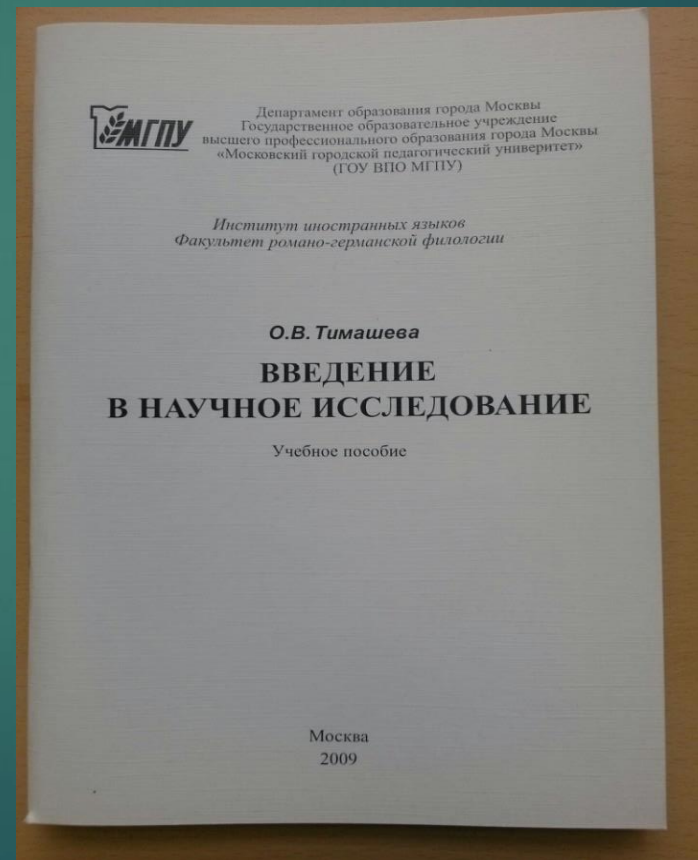 МГПУ
Департамент образования города Москвы
Государственное образовательное учреждение
высшего профессионального образования города Москвы
«Московский городской педагогический университет»
(ГОУ ВПО МГПУ)
Институт иностранных языков
Факультет романо-германской филологии
О.В. Тимашева
ВВЕДЕНИЕ
В НАУЧНОЕ ИССЛЕДОВАНИЕ
Учебное пособие
Москва
2009